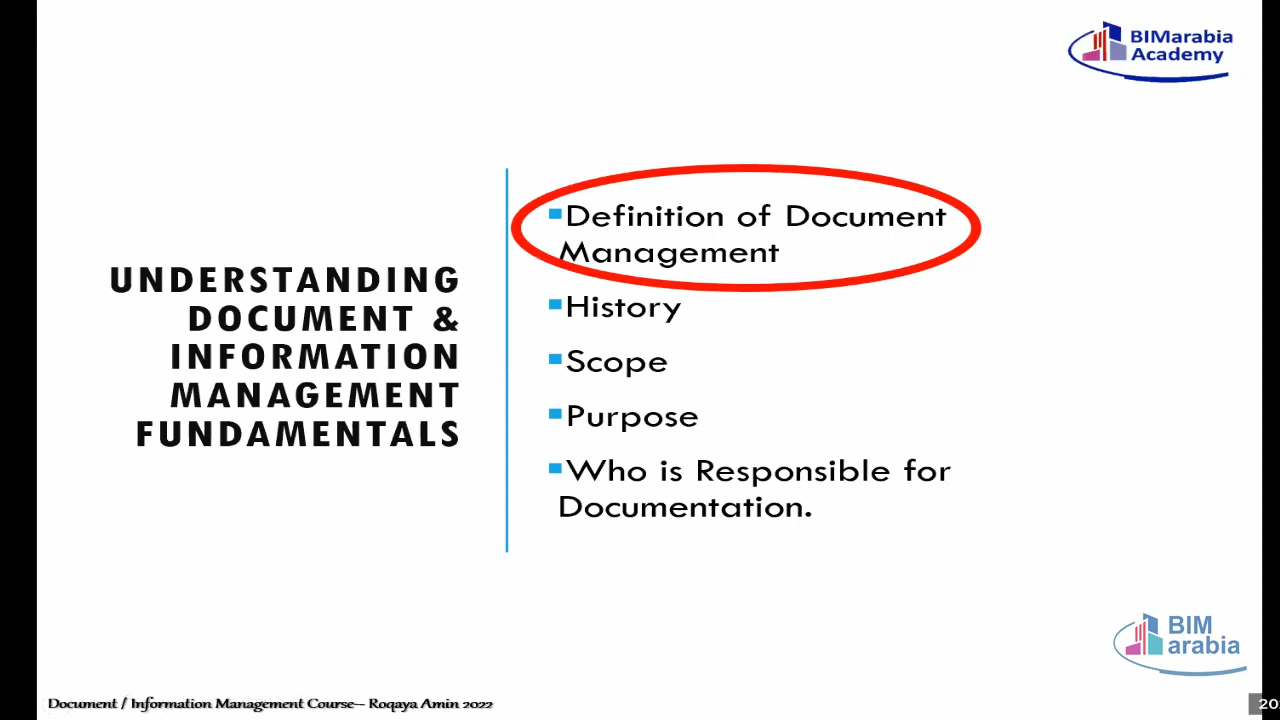 BIMarabia
Academy
UNDERSTANDING
DOCUMENT &
INFORMATION
MANAGEMENT
FUNDAMENTALS
Definition of Document
Management
History
Scope
Purpose
Who is Responsible for
Documentation.
BIM
arabia
Document / Information Management Course-- Roqaya Amin 2022
20